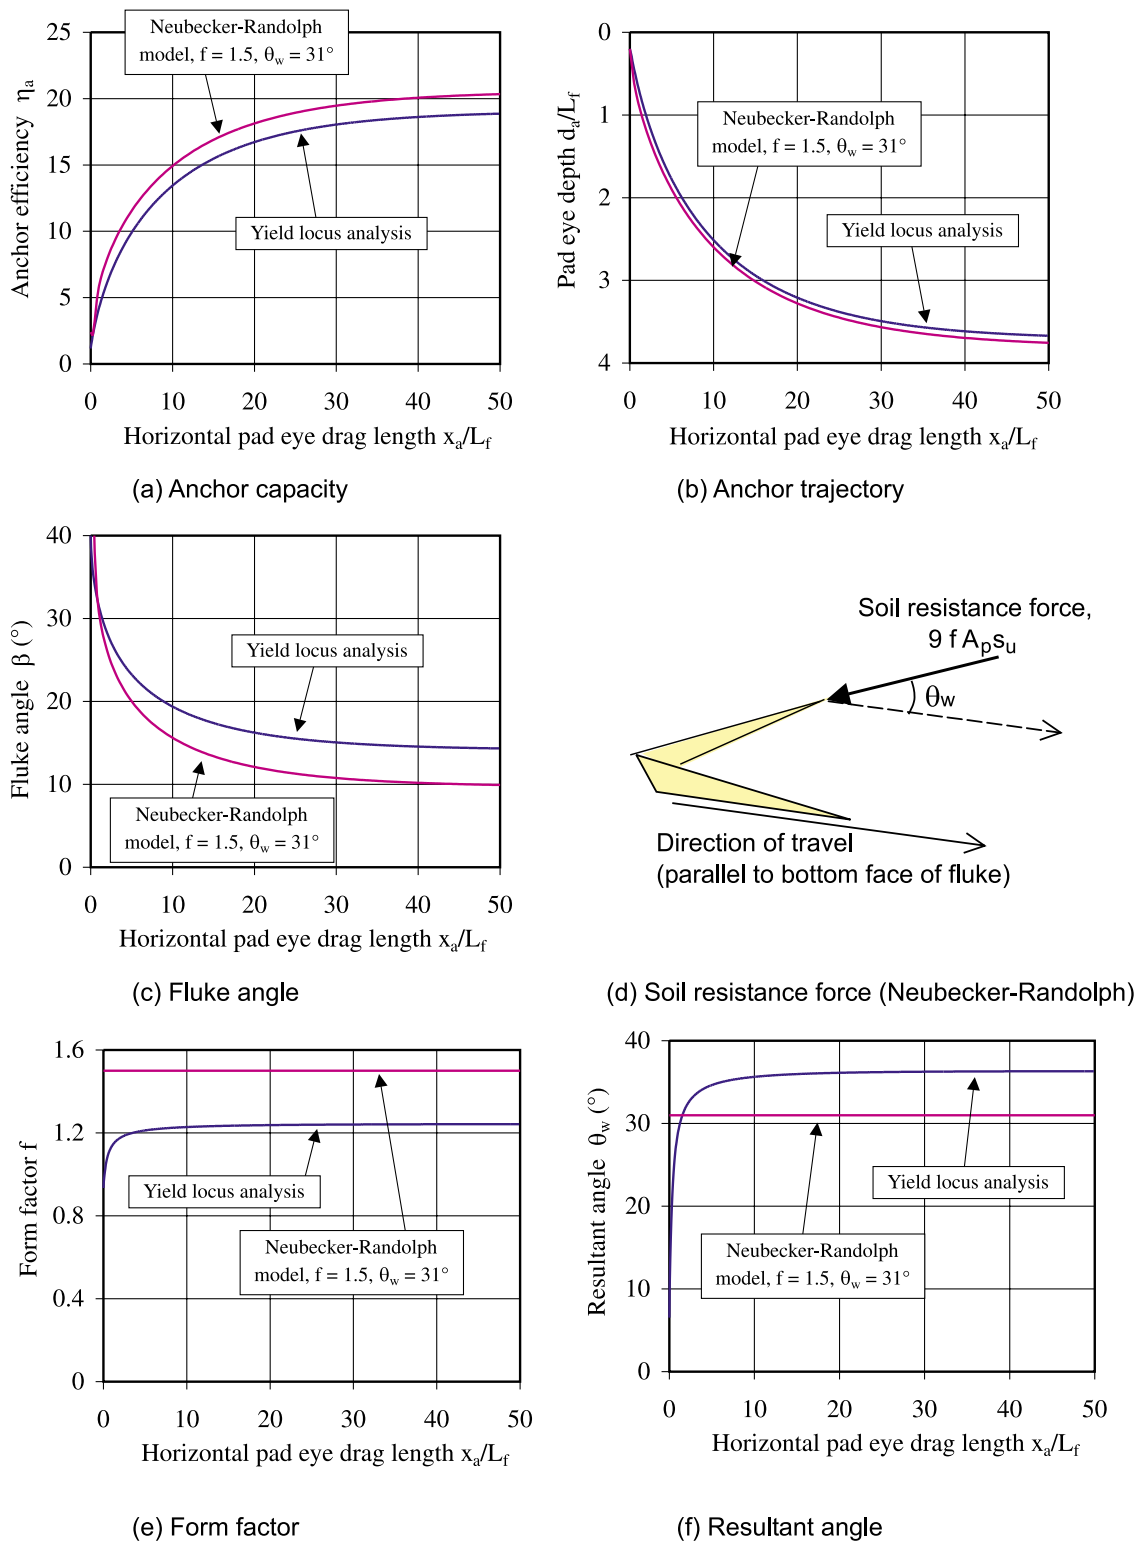 25
20
15
10
5
0
Anchor efficiency ηa
Neubecker-Randolph
model, f = 1.5, θw = 31°
Yield locus analysis
0 10 20 30 40 50
Horizontal pad eye drag length xa/Lf
(a) Anchor capacity
0
1
2
3
4
Pad eye depth da/Lf
Neubecker-Randolph
model, f = 1.5, θw = 31°
Yield locus analysis
0 10 20 30 40 50
Horizontal pad eye drag length xa/Lf
(b) Anchor trajectory
40
30
20
10
0
Fluke angle β (°)
Yield locus analysis
Neubecker-Randolph
model, f = 1.5, θw = 31°
0 10 20 30 40 50
Horizontal pad eye drag length xa/Lf
(c) Fluke angle
Soil resistance force,
9 f Apsu
θw
Direction of travel
(parallel to bottom face of fluke)
(d) Soil resistance force (Neubecker-Randolph)
1.6
1.2
0.8
0.4
0
Form factor f
Yield locus analysis
Neubecker-Randolph
model, f = 1.5, θw = 31°
0 10 20 30 40 50
Horizontal pad eye drag length xa/Lf
(e) Form factor
40
30
20
10
0
Resultant angle θw (°)
Yield locus analysis
Neubecker-Randolph
model, f = 1.5, θw = 31°
0 10 20 30 40 50
Horizontal pad eye drag length xa/Lf
(f) Resultant angle